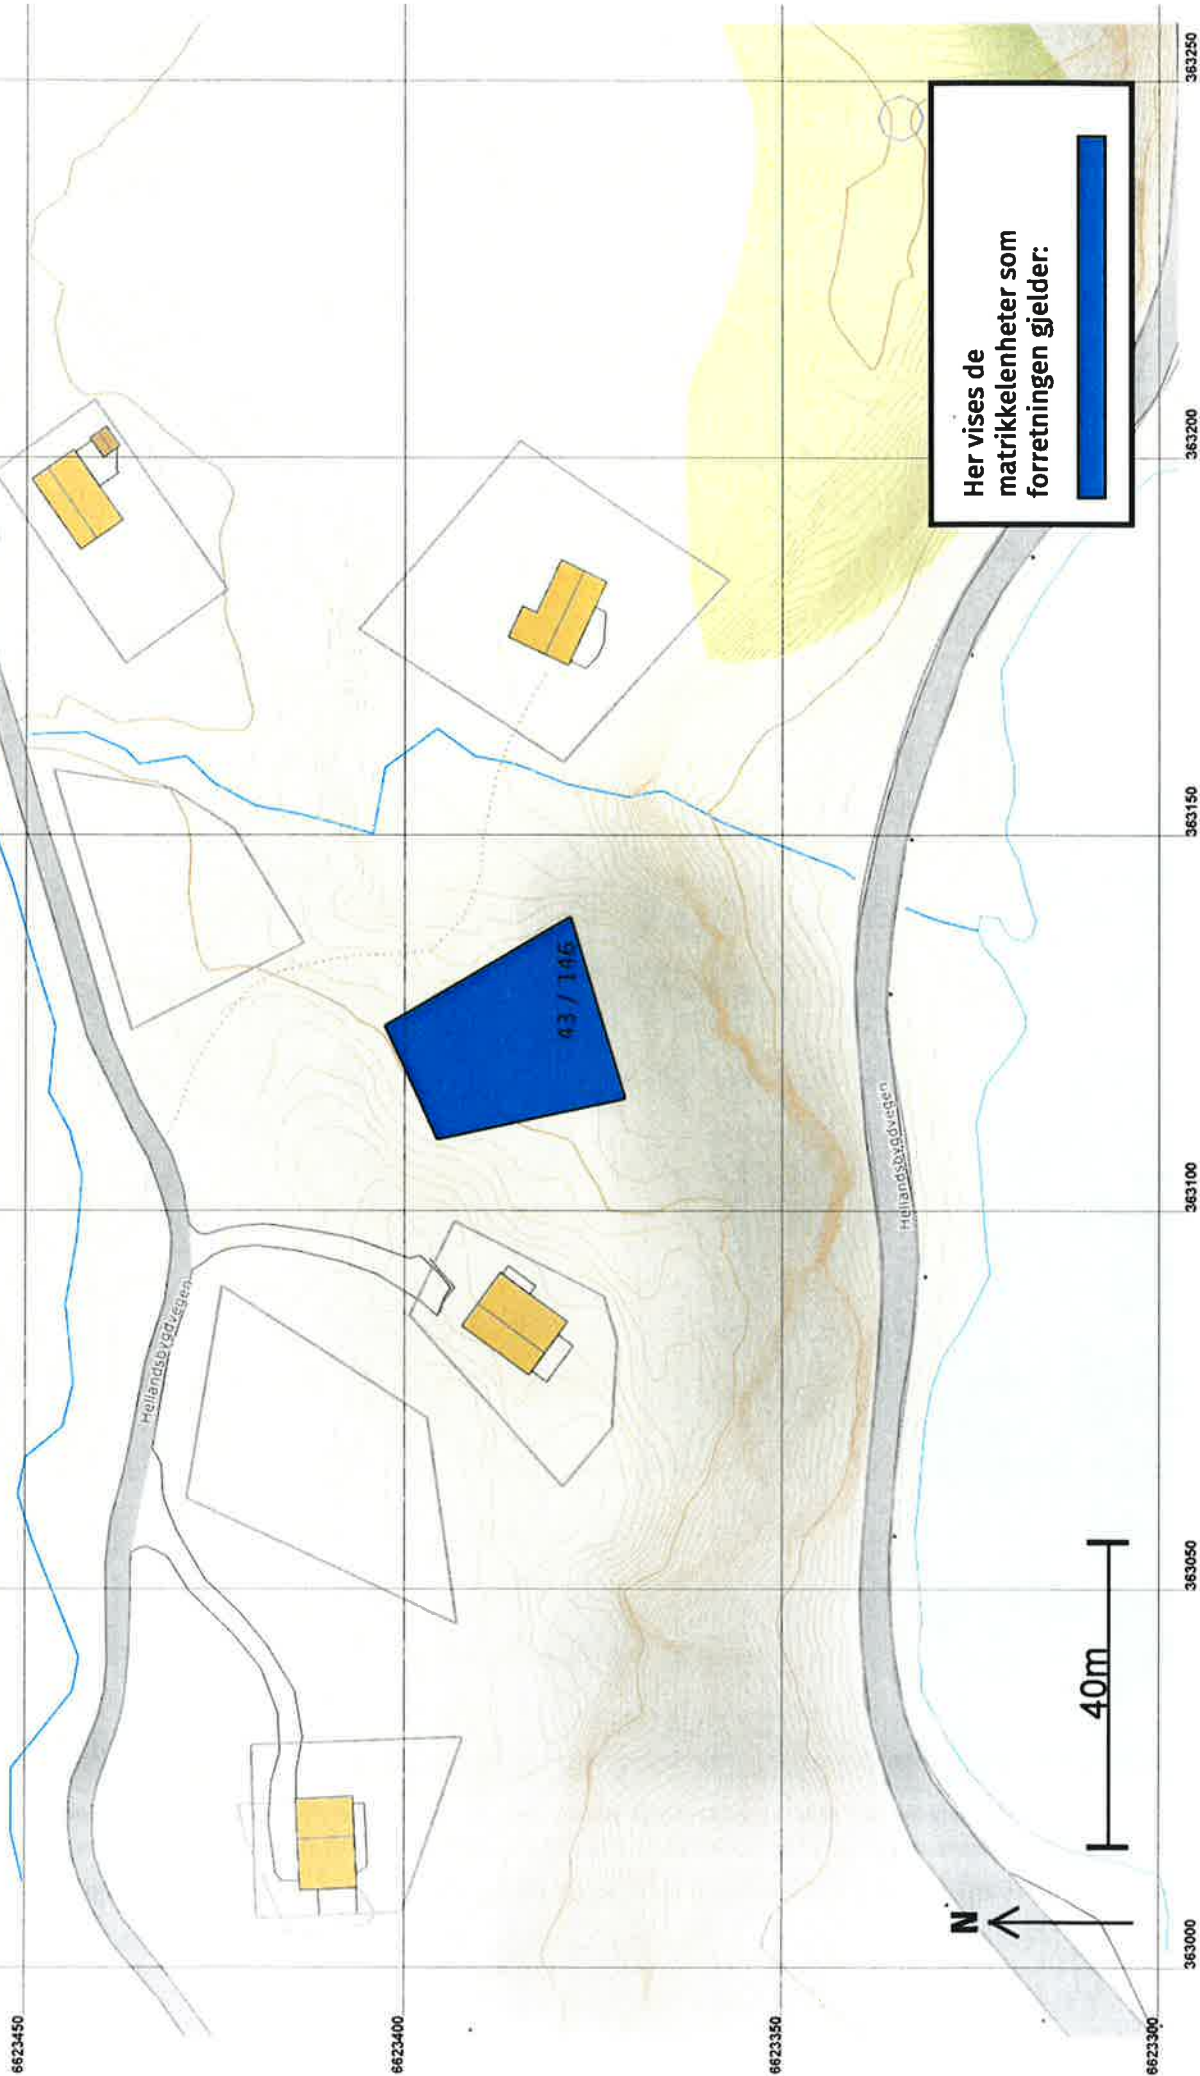 6623450
6623400
6623350
6623300
363000
363050
363100
363150
363200
363250
Hellandsbygdvegen
Hellandsbygdvegen
43 / 146
Her vises de
matrikkelenheter som
forretningen gjelder:
N
40m